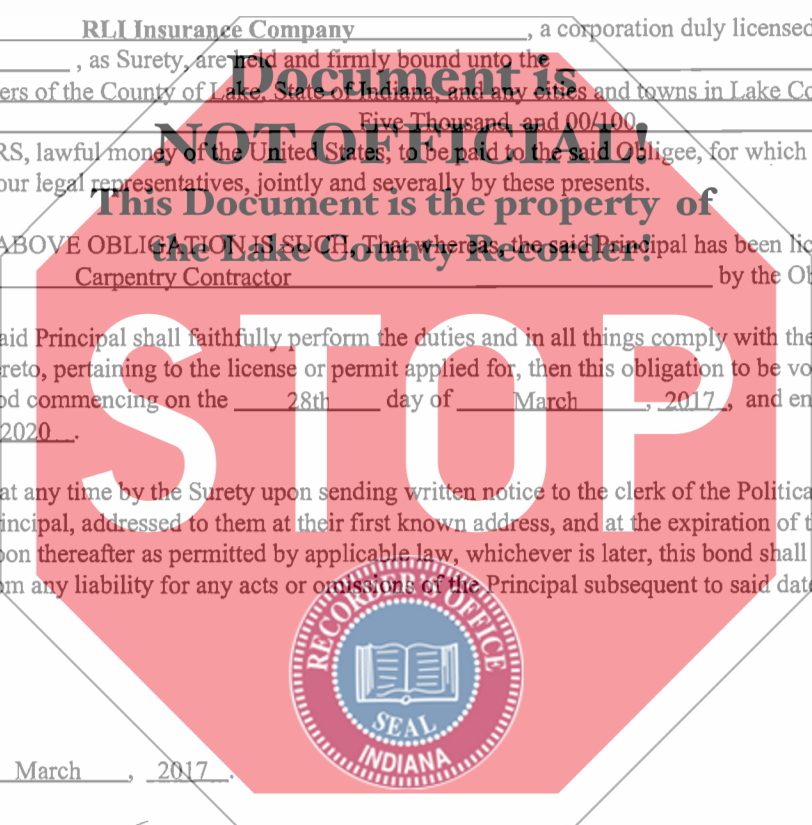 RLI Insurance Company , a corporation duly licensed
, as Surety, are held and firmly bound unto the
ers of the County of Lake, State of Indiana, and any cities and towns in Lake Co
Five Thousand and 00/100
RS, lawful money of the United States, to be paid to the said Obligee, for which
our legal representatives, jointly and severally by these presents.
Document is
NOT OFFICIAL!
This Document is the property of
the Lake County Recorder!
ABOVE OBLIGATION IS SUCH, That whereas, the said Principal has been lic
Carpentry Contractor by the Ob
aid Principal shall faithfully perform the duties and in all things comply with the
reto, pertaining to the license or permit applied for, then this obligation to be vo
od commencing on the 28th day of March , 2017 , and en
2020 .
STOP
at any time by the Surety upon sending written notice to the clerk of the Politica
incipal, addressed to them at their first known address, and at the expiration of t
on thereafter as permitted by applicable law, whichever is later, this bond shall
om any liability for any acts or omissions of the Principal subsequent to said date
RECORDER'S OFFICE
SEAL
INDIANA
March , 2017 .